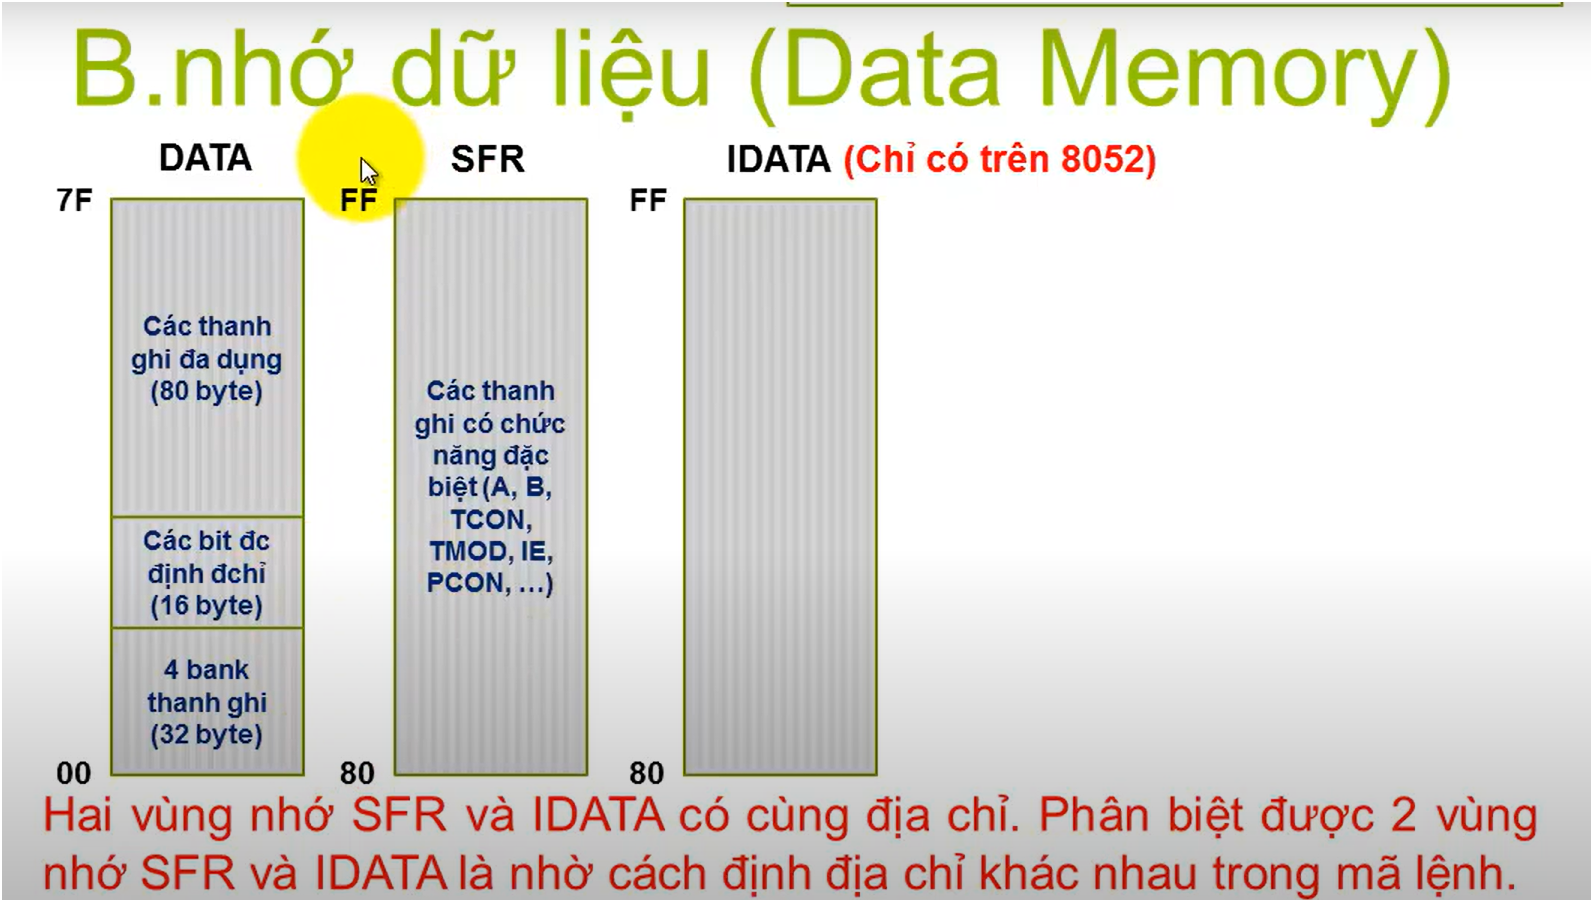 B.nhớ dữ liệu (Data Memory)
DATA
SFR
IDATA (Chỉ có trên 8052)
7F
FF
FF
Các thanh
ghi đa dụng
(80 byte)
Các bit đc
định đchỉ
(16 byte)
4 bank
thanh ghi
(32 byte)
Các thanh
ghi có chức
năng đặc
biệt (A, B,
TCON,
TMOD, IE,
PCON, ...)
00
80
80
Hai vùng nhớ SFR và IDATA có cùng địa chỉ. Phân biệt được 2 vùng
nhớ SFR và IDATA là nhờ cách định địa chỉ khác nhau trong mã lệnh.